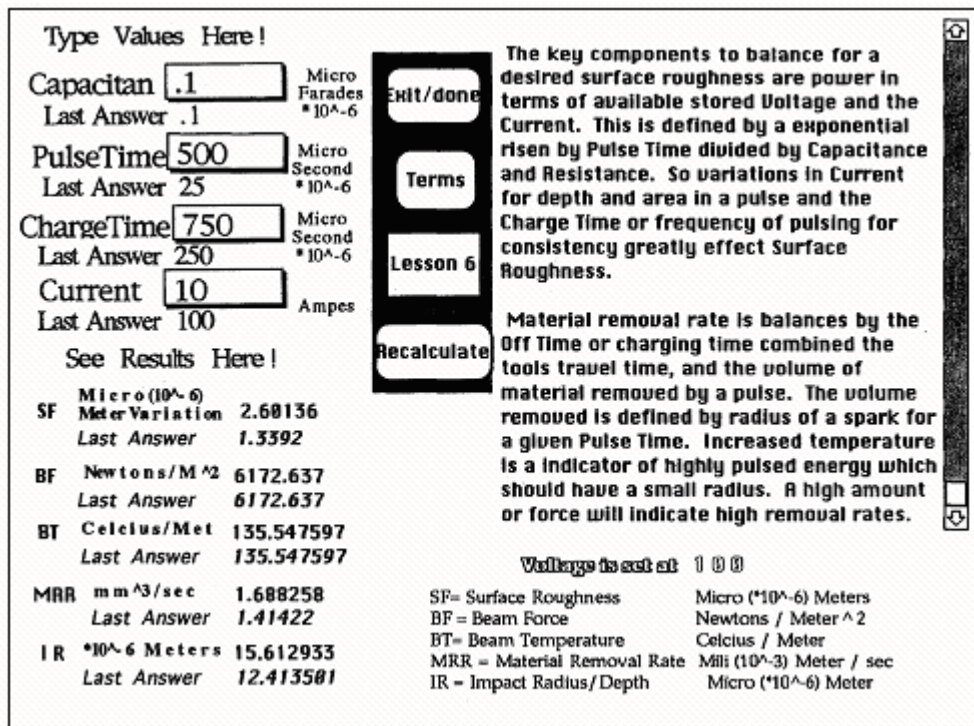 Type Values Here!
Capacitan .1 Micro Farades *10^-6
Last Answer .1
PulseTime 500 Micro Second *10^-6
Last Answer 25
ChargeTime 750 Micro Second *10^-6
Last Answer 250
Current 10 Ampes
Last Answer 100
See Results Here!
SF Micro(10^-6) Meter Variation 2.60136
Last Answer 1.3392
BF Newtons/M^2 6172.637
Last Answer 6172.637
BT Celcius/Met 135.547597
Last Answer 135.547597
MRR mm^3/sec 1.688258
Last Answer 1.41422
IR *10^-6 Meters 15.612933
Last Answer 12.413501
Exit/done
Terms
Lesson 6
Recalculate
The key components to balance for a
desired surface roughness are power in
terms of available stored Voltage and the
Current. This is defined by a exponential
risen by Pulse Time divided by Capacitance
and Resistance. So variations in Current
for depth and area in a pulse and the
Charge Time or frequency of pulsing for
consistency greatly effect Surface
Roughness.
Material removal rate is balances by the
Off Time or charging time combined the
tools travel time, and the volume of
material removed by a pulse. The volume
removed is defined by radius of a spark for
a given Pulse Time. Increased temperature
is a indicator of highly pulsed energy which
should have a small radius. A high amount
or force will indicate high removal rates.
Voltage is set at 100
SF= Surface Roughness Micro (*10^-6) Meters
BF = Beam Force Newtons / Meter ^ 2
BT= Beam Temperature Celcius / Meter
MRR = Material Removal Rate Mili (10^-3) Meter / sec
IR = Impact Radius/Depth Micro (*10^-6) Meter